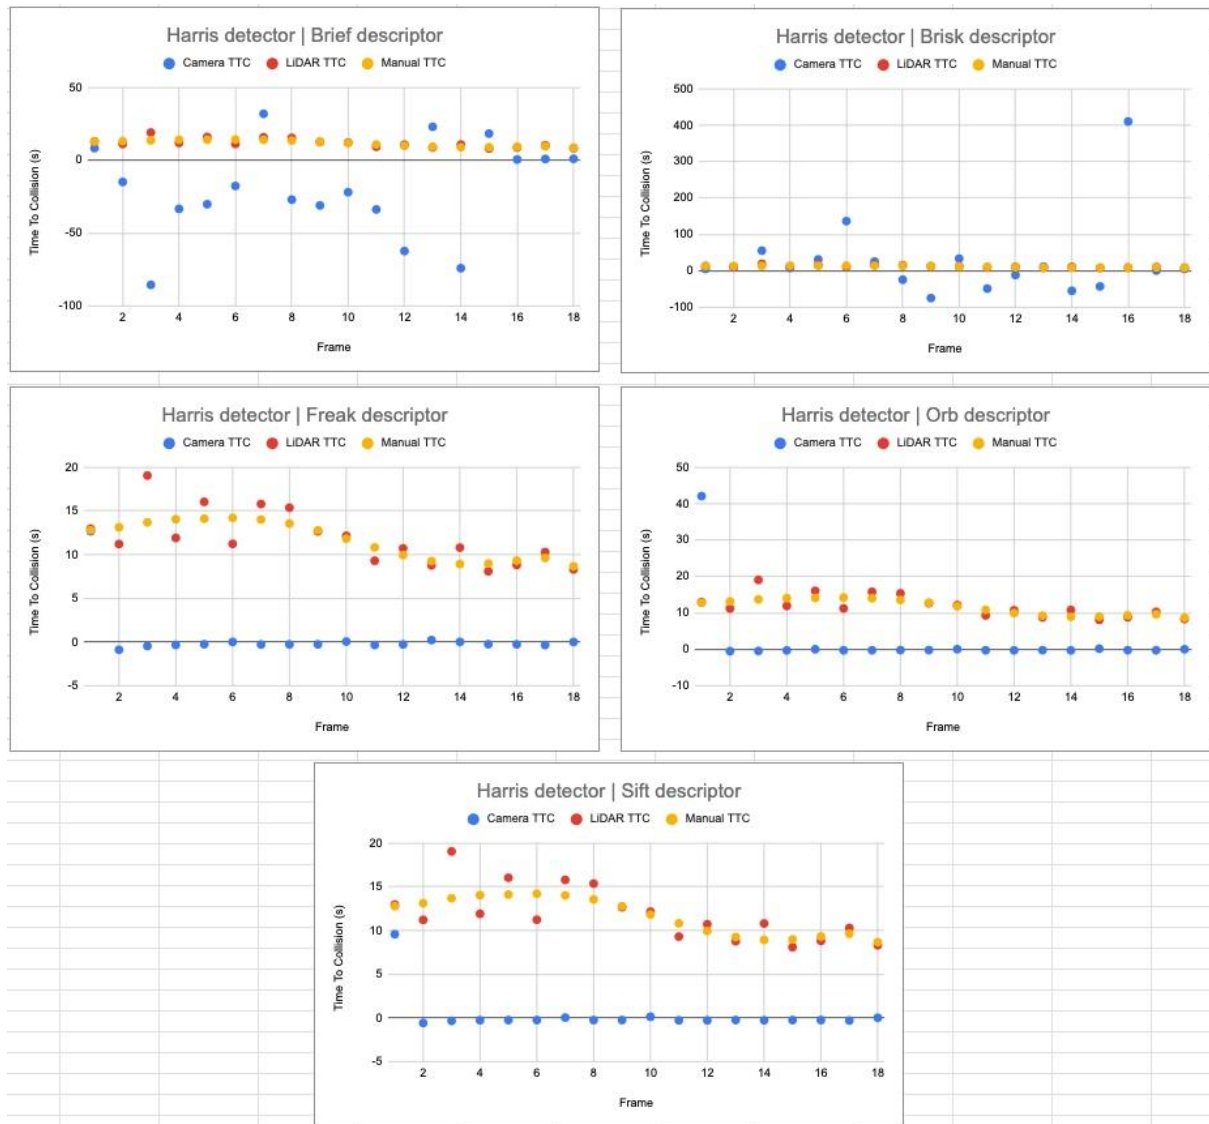 Harris detector | Brief descriptor
Camera TTC LiDAR TTC Manual TTC
50
0
-50
-100
Time To Collision (s)
2 4 6 8 10 12 14 16 18
Frame
Harris detector | Brisk descriptor
Camera TTC LiDAR TTC Manual TTC
500
400
300
200
100
0
-100
Time To Collision (s)
2 4 6 8 10 12 14 16 18
Frame
Harris detector | Freak descriptor
Camera TTC LiDAR TTC Manual TTC
20
15
10
5
0
-5
Time To Collision (s)
2 4 6 8 10 12 14 16 18
Frame
Harris detector | Orb descriptor
Camera TTC LiDAR TTC Manual TTC
50
40
30
20
10
0
-10
Time To Collision (s)
2 4 6 8 10 12 14 16 18
Frame
Harris detector | Sift descriptor
Camera TTC LiDAR TTC Manual TTC
20
15
10
5
0
-5
Time To Collision (s)
2 4 6 8 10 12 14 16 18
Frame